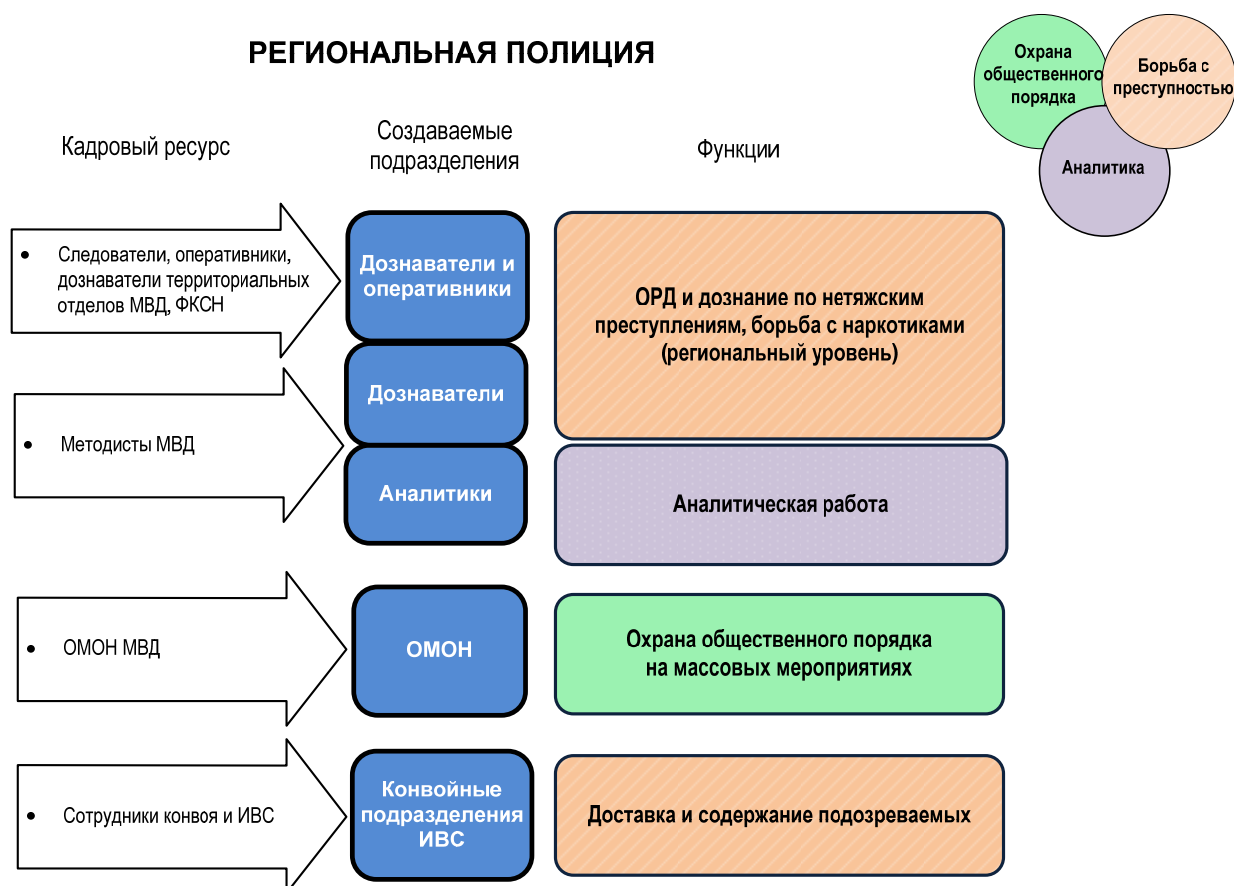 РЕГИОНАЛЬНАЯ ПОЛИЦИЯ
Охрана
общественного
порядка
Борьба с
преступностью
Аналитика
Кадровый ресурс
Создаваемые
подразделения
Функции
• Следователи, оперативники,
дознаватели территориальных
отделов МВД, ФКСН
Дознаватели и
оперативники
ОРД и дознание по нетяжским
преступлениям, борьба с наркотиками
(региональный уровень)
Дознаватели
• Методисты МВД
Аналитики
Аналитическая работа
• ОМОН МВД
ОМОН
Охрана общественного порядка
на массовых мероприятиях
• Сотрудники конвоя и ИВС
Конвойные
подразделения
ИВС
Доставка и содержание подозреваемых